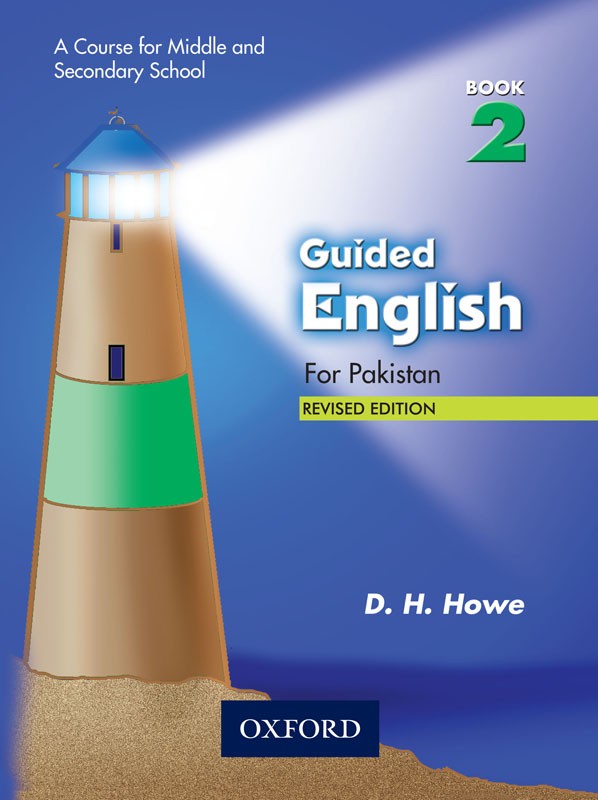 A Course for Middle and
Secondary School
BOOK
2
Guided
English
For Pakistan
REVISED EDITION
D. H. Howe
OXFORD